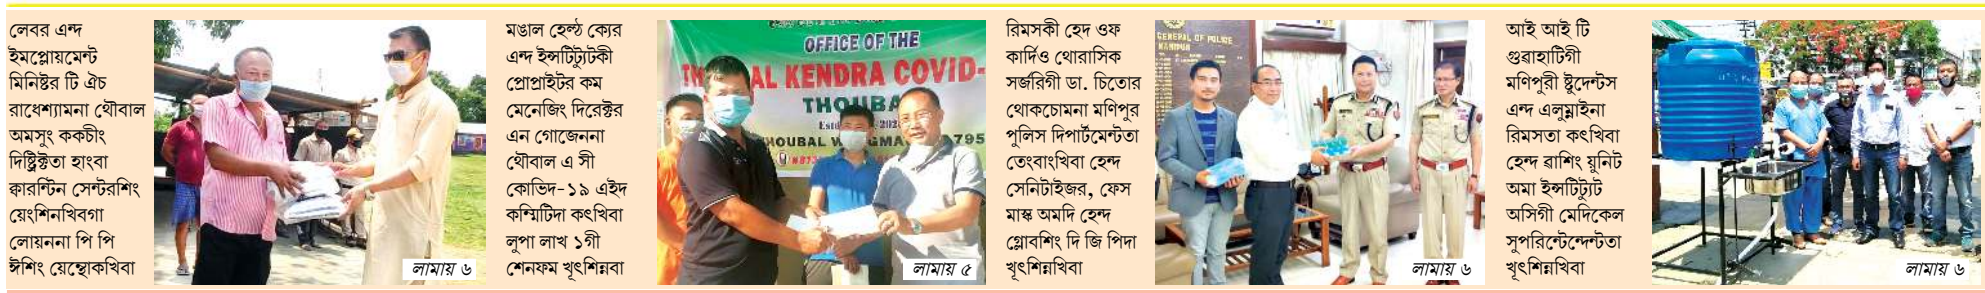 লেবর এন্দ
ইমপ্লোয়মেন্ট
মিনিষ্টর টি ঐচ
রাধেশ্যামনা থৌবাল
অমসুং ককচীং
দিষ্ট্রিক্টতা হাংবা
ক্বারন্টিন সেন্টরশিং
য়েংশিনখিবগা
লোয়ননা পি পি
ঈশিং য়েন্থোকখিবা
লামায় ৬
মঙাল হেল্ঠ ক্যের
এন্দ ইন্সটিট্যুটকী
প্রোপ্রাইটর কম
মেনেজিং দিরেক্টর
এন গোজেননা
থৌবাল এ সী
কোভিদ-১৯ এইদ
কম্মিটিদা কংখিবা
লুপা লাখ ১গী
শেনফম খূৎশিন্নবা
OFFICE OF THE
KENDRA COVID-
THOUBA
লামায় ৫
রিমসকী হেদ ওফ
কার্দিও থোরাসিক
সর্জরিগী ডা. চিতোর
থোকচোমনা মণিপুর
পুলিস দিপার্টমেন্টতা
তেংবাংখিবা হেন্দ
সেনিটাইজর, ফেস
মাস্ক অমদি হেন্দ
গ্লোবশিং দি জি পিদা
খূৎশিন্নখিবা
GENERAL OF POLICE
MANIPUR
লামায় ৬
আই আই টি
গুৱাহাটিগী
মণিপুরী ষ্টুদেন্টস
এন্দ এলুম্নাইনা
রিমসতা কংখিবা
হেন্দ ৱাশিং য়ুনিট
অমা ইন্সটিট্যুট
অসিগী মেদিকেল
সুপরিন্টেন্দেন্টতা
খূৎশিন্নখিবা
লামায় ৬